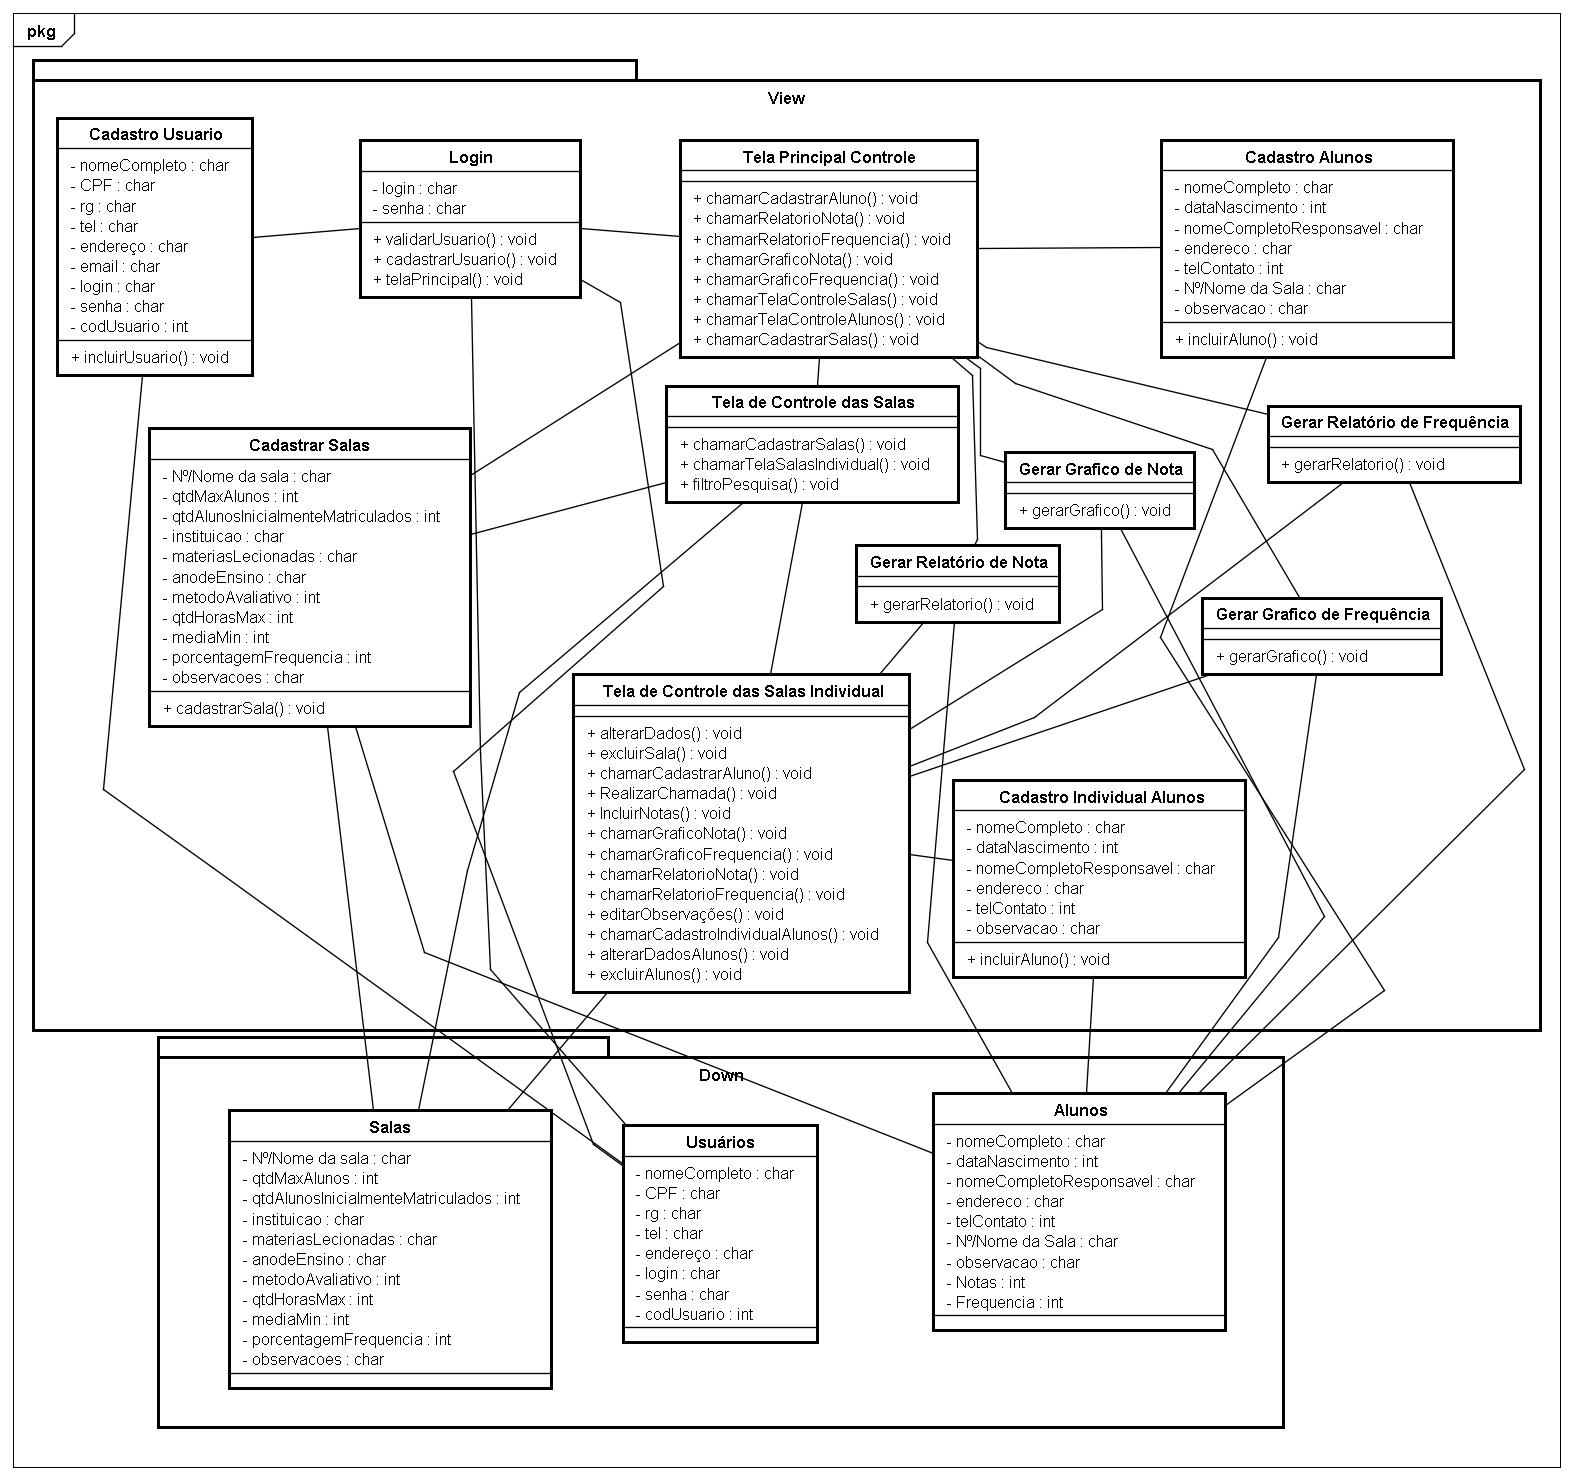 pkg
View
Cadastro Usuario
- nomeCompleto : char
- CPF : char
- rg : char
- tel : char
- endereço : char
- email : char
- login : char
- senha : char
- codUsuario : int
+ incluirUsuario() : void
Login
- login : char
- senha : char
+ validarUsuario() : void
+ cadastrarUsuario() : void
+ telaPrincipal() : void
Tela Principal Controle
+ chamarCadastrarAluno() : void
+ chamarRelatorioNota() : void
+ chamarRelatorioFrequencia() : void
+ chamarGraficoNota() : void
+ chamarGraficoFrequencia() : void
+ chamarTelaControleSalas() : void
+ chamarTelaControleAlunos() : void
+ chamarCadastrarSalas() : void
Cadastro Alunos
- nomeCompleto : char
- dataNascimento : int
- nomeCompletoResponsavel : char
- endereco : char
- telContato : int
- Nº/Nome da Sala : char
- observacao : char
+ incluirAluno() : void
Cadastrar Salas
- Nº/Nome da sala : char
- qtdMaxAlunos : int
- qtdAlunosInicialmenteMatriculados : int
- instituicao : char
- materiasLecionadas : char
- anodeEnsino : char
- metodoAvaliativo : int
- qtdHorasMax : int
- mediaMin : int
- porcentagemFrequencia : int
- observacoes : char
+ cadastrarSala() : void
Tela de Controle das Salas
+ chamarCadastrarSalas() : void
+ chamarTelaSalasIndividual() : void
+ filtroPesquisa() : void
Gerar Relatório de Frequência
+ gerarRelatorio() : void
Gerar Grafico de Nota
+ gerarGrafico() : void
Gerar Relatório de Nota
+ gerarRelatorio() : void
Gerar Grafico de Frequência
+ gerarGrafico() : void
Tela de Controle das Salas Individual
+ alterarDados() : void
+ excluirSala() : void
+ chamarCadastrarAluno() : void
+ RealizarChamada() : void
+ IncluirNotas() : void
+ chamarGraficoNota() : void
+ chamarGraficoFrequencia() : void
+ chamarRelatorioNota() : void
+ chamarRelatorioFrequencia() : void
+ editarObservações() : void
+ chamarCadastroIndividualAlunos() : void
+ alterarDadosAlunos() : void
+ excluirAlunos() : void
Cadastro Individual Alunos
- nomeCompleto : char
- dataNascimento : int
- nomeCompletoResponsavel : char
- endereco : char
- telContato : int
- observacao : char
+ incluirAluno() : void
Down
Salas
- Nº/Nome da sala : char
- qtdMaxAlunos : int
- qtdAlunosInicialmenteMatriculados : int
- instituicao : char
- materiasLecionadas : char
- anodeEnsino : char
- metodoAvaliativo : int
- qtdHorasMax : int
- mediaMin : int
- porcentagemFrequencia : int
- observacoes : char
Usuários
- nomeCompleto : char
- CPF : char
- rg : char
- tel : char
- endereço : char
- login : char
- senha : char
- codUsuario : int
Alunos
- nomeCompleto : char
- dataNascimento : int
- nomeCompletoResponsavel : char
- endereco : char
- telContato : int
- Nº/Nome da Sala : char
- observacao : char
- Notas : int
- Frequencia : int